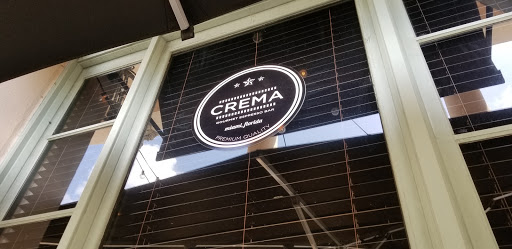 CREMA
GOURMET ESPRESSO BAR
miami, florida
PREMIUM QUALITY